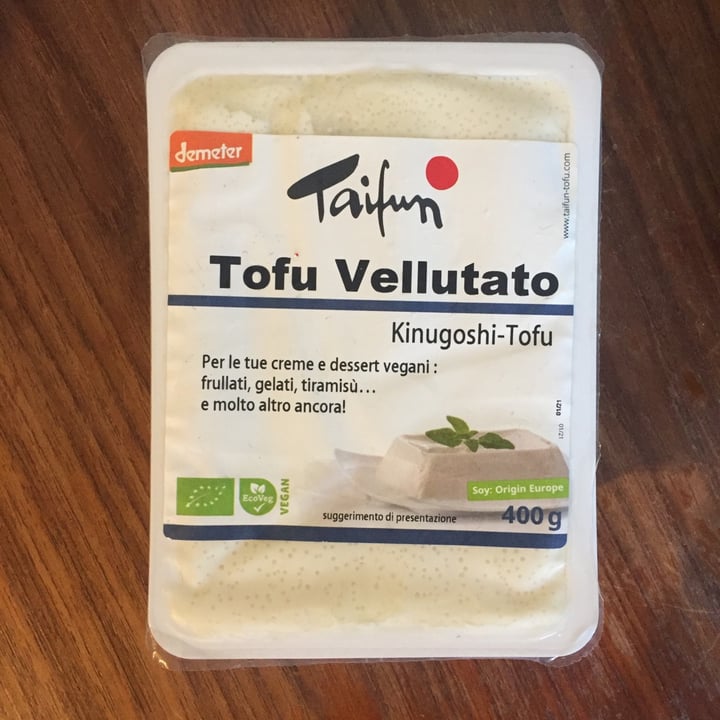 demeter
Taifun
www.taifun-tofu.com
Tofu Vellutato
Kinugoshi-Tofu
Per le tue creme e dessert vegani :
frullati, gelati, tiramisù...
e molto altro ancora!
Soy: Origin Europe
EcoVeg
VEGAN
suggerimento di presentazione
400 g